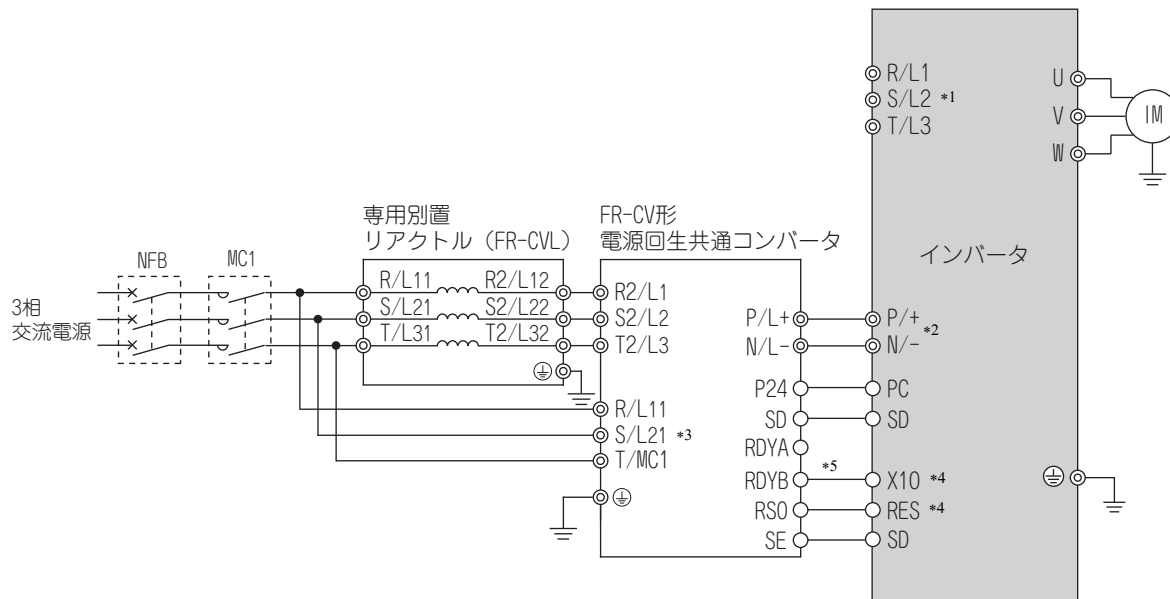 R/L1
S/L2 *1
T/L3
U
V
W
IM
専用別置
リアクトル（FR-CVL）
FR-CV形
電源回生共通コンバータ
インバータ
NFB
MC1
3相
交流電源
R/L11
R2/L12
S/L21
S2/L22
T/L31
T2/L32
R2/L1
S2/L2
T2/L3
P/L+
N/L-
P/+
N/-
*2
P24
PC
SD
SD
R/L11
S/L21 *3
T/MC1
RDYA
RDYB
*5
X10 *4
RSO
RES *4
SE
SD